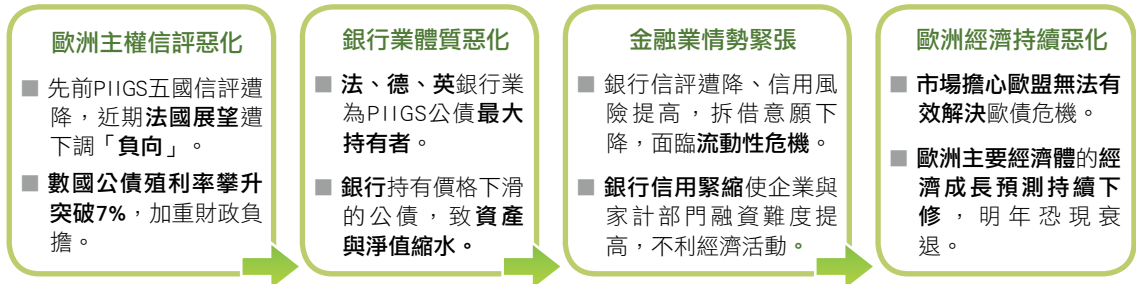 歐洲主權信評惡化
■ 先前PIIGS五國信評遭
降，近期法國展望遭
下調「負向」。
■ 數國公債殖利率攀升
突破7%，加重財政負
擔。
銀行業體質惡化
■ 法、德、英銀行業
為PIIGS公債最大
持有者。
■ 銀行持有價格下滑
的公債，致資產
與淨值縮水。
金融業情勢緊張
■ 銀行信評遭降、信用風
險提高，拆借意願下
降，面臨流動性危機。
■ 銀行信用緊縮使企業與
家計部門融資難度提
高，不利經濟活動。
歐洲經濟持續惡化
■ 市場擔心歐盟無法有
效解決歐債危機。
■ 歐洲主要經濟體的經
濟成長預測持續下
修，明年恐現衰
退。